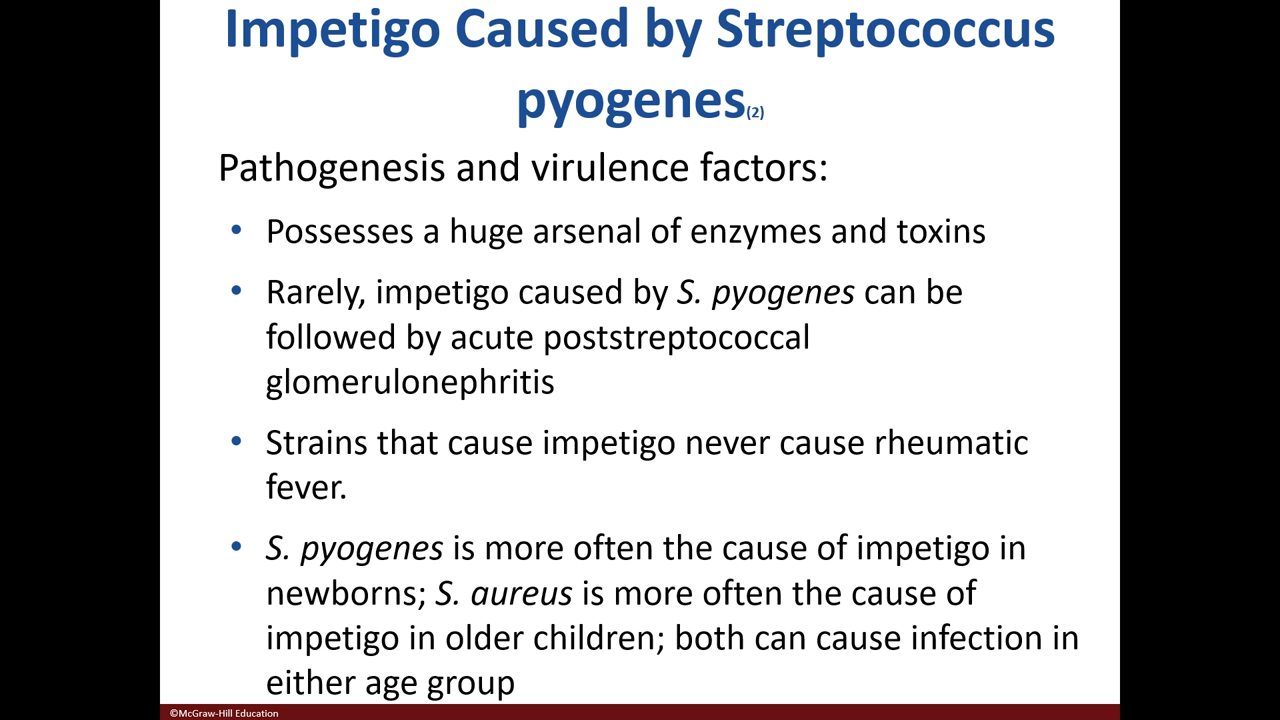 Impetigo Caused by Streptococcus
pyogenes(2)
Pathogenesis and virulence factors:
• Possesses a huge arsenal of enzymes and toxins
• Rarely, impetigo caused by S. pyogenes can be
followed by acute poststreptococcal
glomerulonephritis
• Strains that cause impetigo never cause rheumatic
fever.
• S. pyogenes is more often the cause of impetigo in
newborns; S. aureus is more often the cause of
impetigo in older children; both can cause infection in
either age group
©McGraw-Hill Education